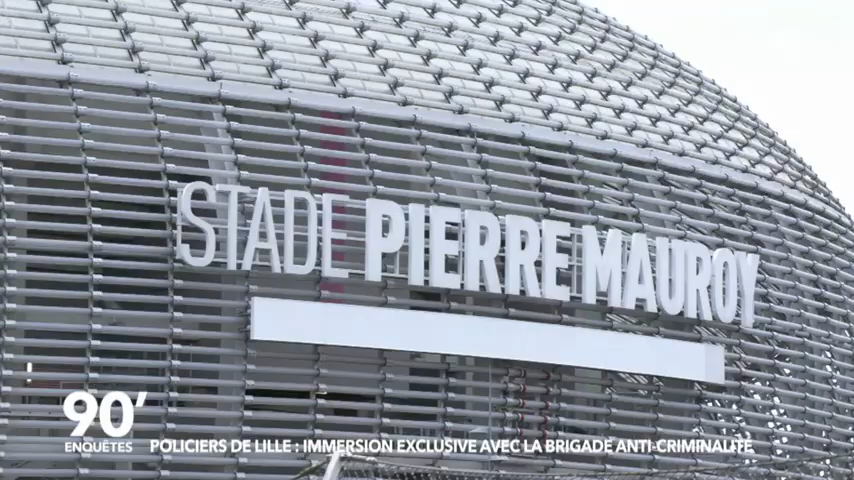 STADE PIERRE MAUROY
90'
ENQUÊTES
POLICIERS DE LILLE : IMMERSION EXCLUSIVE AVEC LA BRIGADE ANTI-CRIMINALITÉ